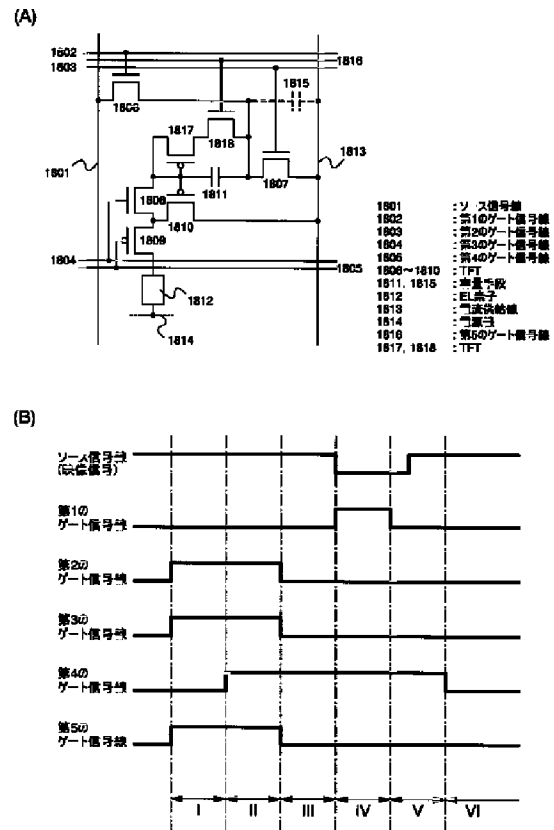 (A)
1802
1803
1816
1815
1806
1817
1818
1813
1801
1811
1807
1808
1810
1809
1804
1805
1812
1814
1801 : ソース信号線
1802 : 第1のゲート信号線
1803 : 第2のゲート信号線
1804 : 第3のゲート信号線
1805 : 第4のゲート信号線
1806〜1810 : TFT
1811, 1815 : 容量手段
1812 : EL素子
1813 : 電流供給線
1814 : 電源線
1816 : 第5のゲート信号線
1817, 1818 : TFT
(B)
ソース信号線
(映像信号)
第1の
ゲート信号線
第2の
ゲート信号線
第3の
ゲート信号線
第4の
ゲート信号線
第5の
ゲート信号線
I II III IV V VI